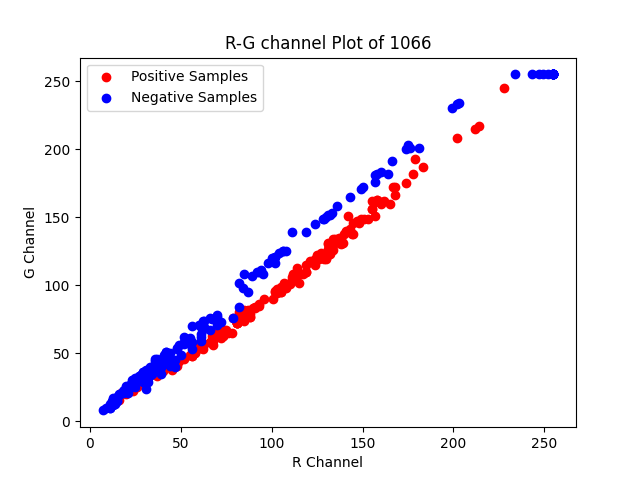 R-G channel Plot of 1066
Positive Samples
Negative Samples
G Channel
250
200
150
100
50
0
0 50 100 150 200 250
R Channel